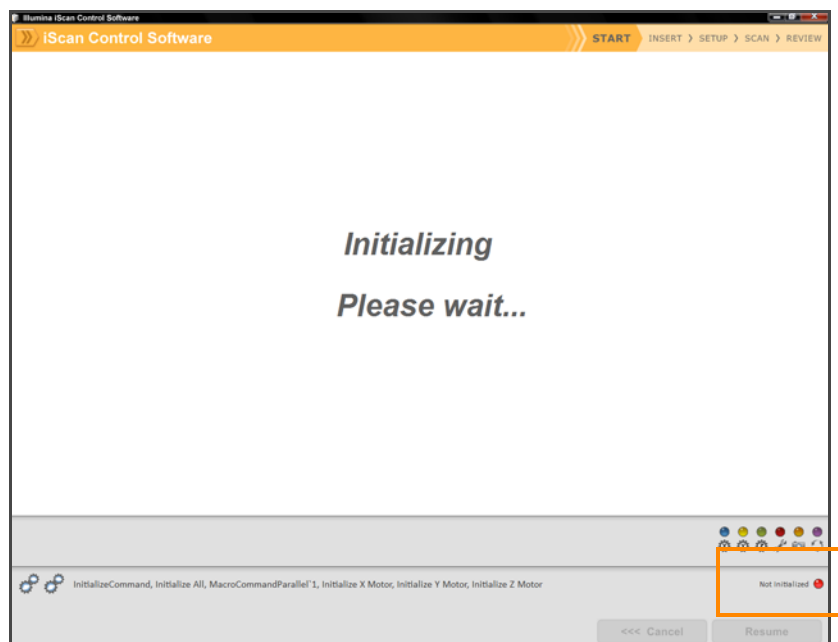 Illumina iScan Control Software
iScan Control Software
START INSERT > SETUP > SCAN > REVIEW
Initializing
Please wait...
InitializeCommand, Initialize All, MacroCommandParallel`1, Initialize X Motor, Initialize Y Motor, Initialize Z Motor
Not Initialized
<<< Cancel Resume